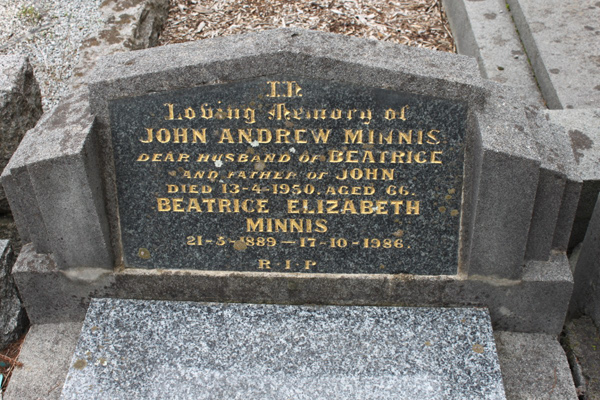 In
Loving Memory of
JOHN ANDREW MINNIS
DEAR HUSBAND OF BEATRICE
AND FATHER OF JOHN
DIED 13-4-1950. AGED 66.
BEATRICE ELIZABETH
MINNIS
21-5-1889 — 17-10-1986.
R·I·P